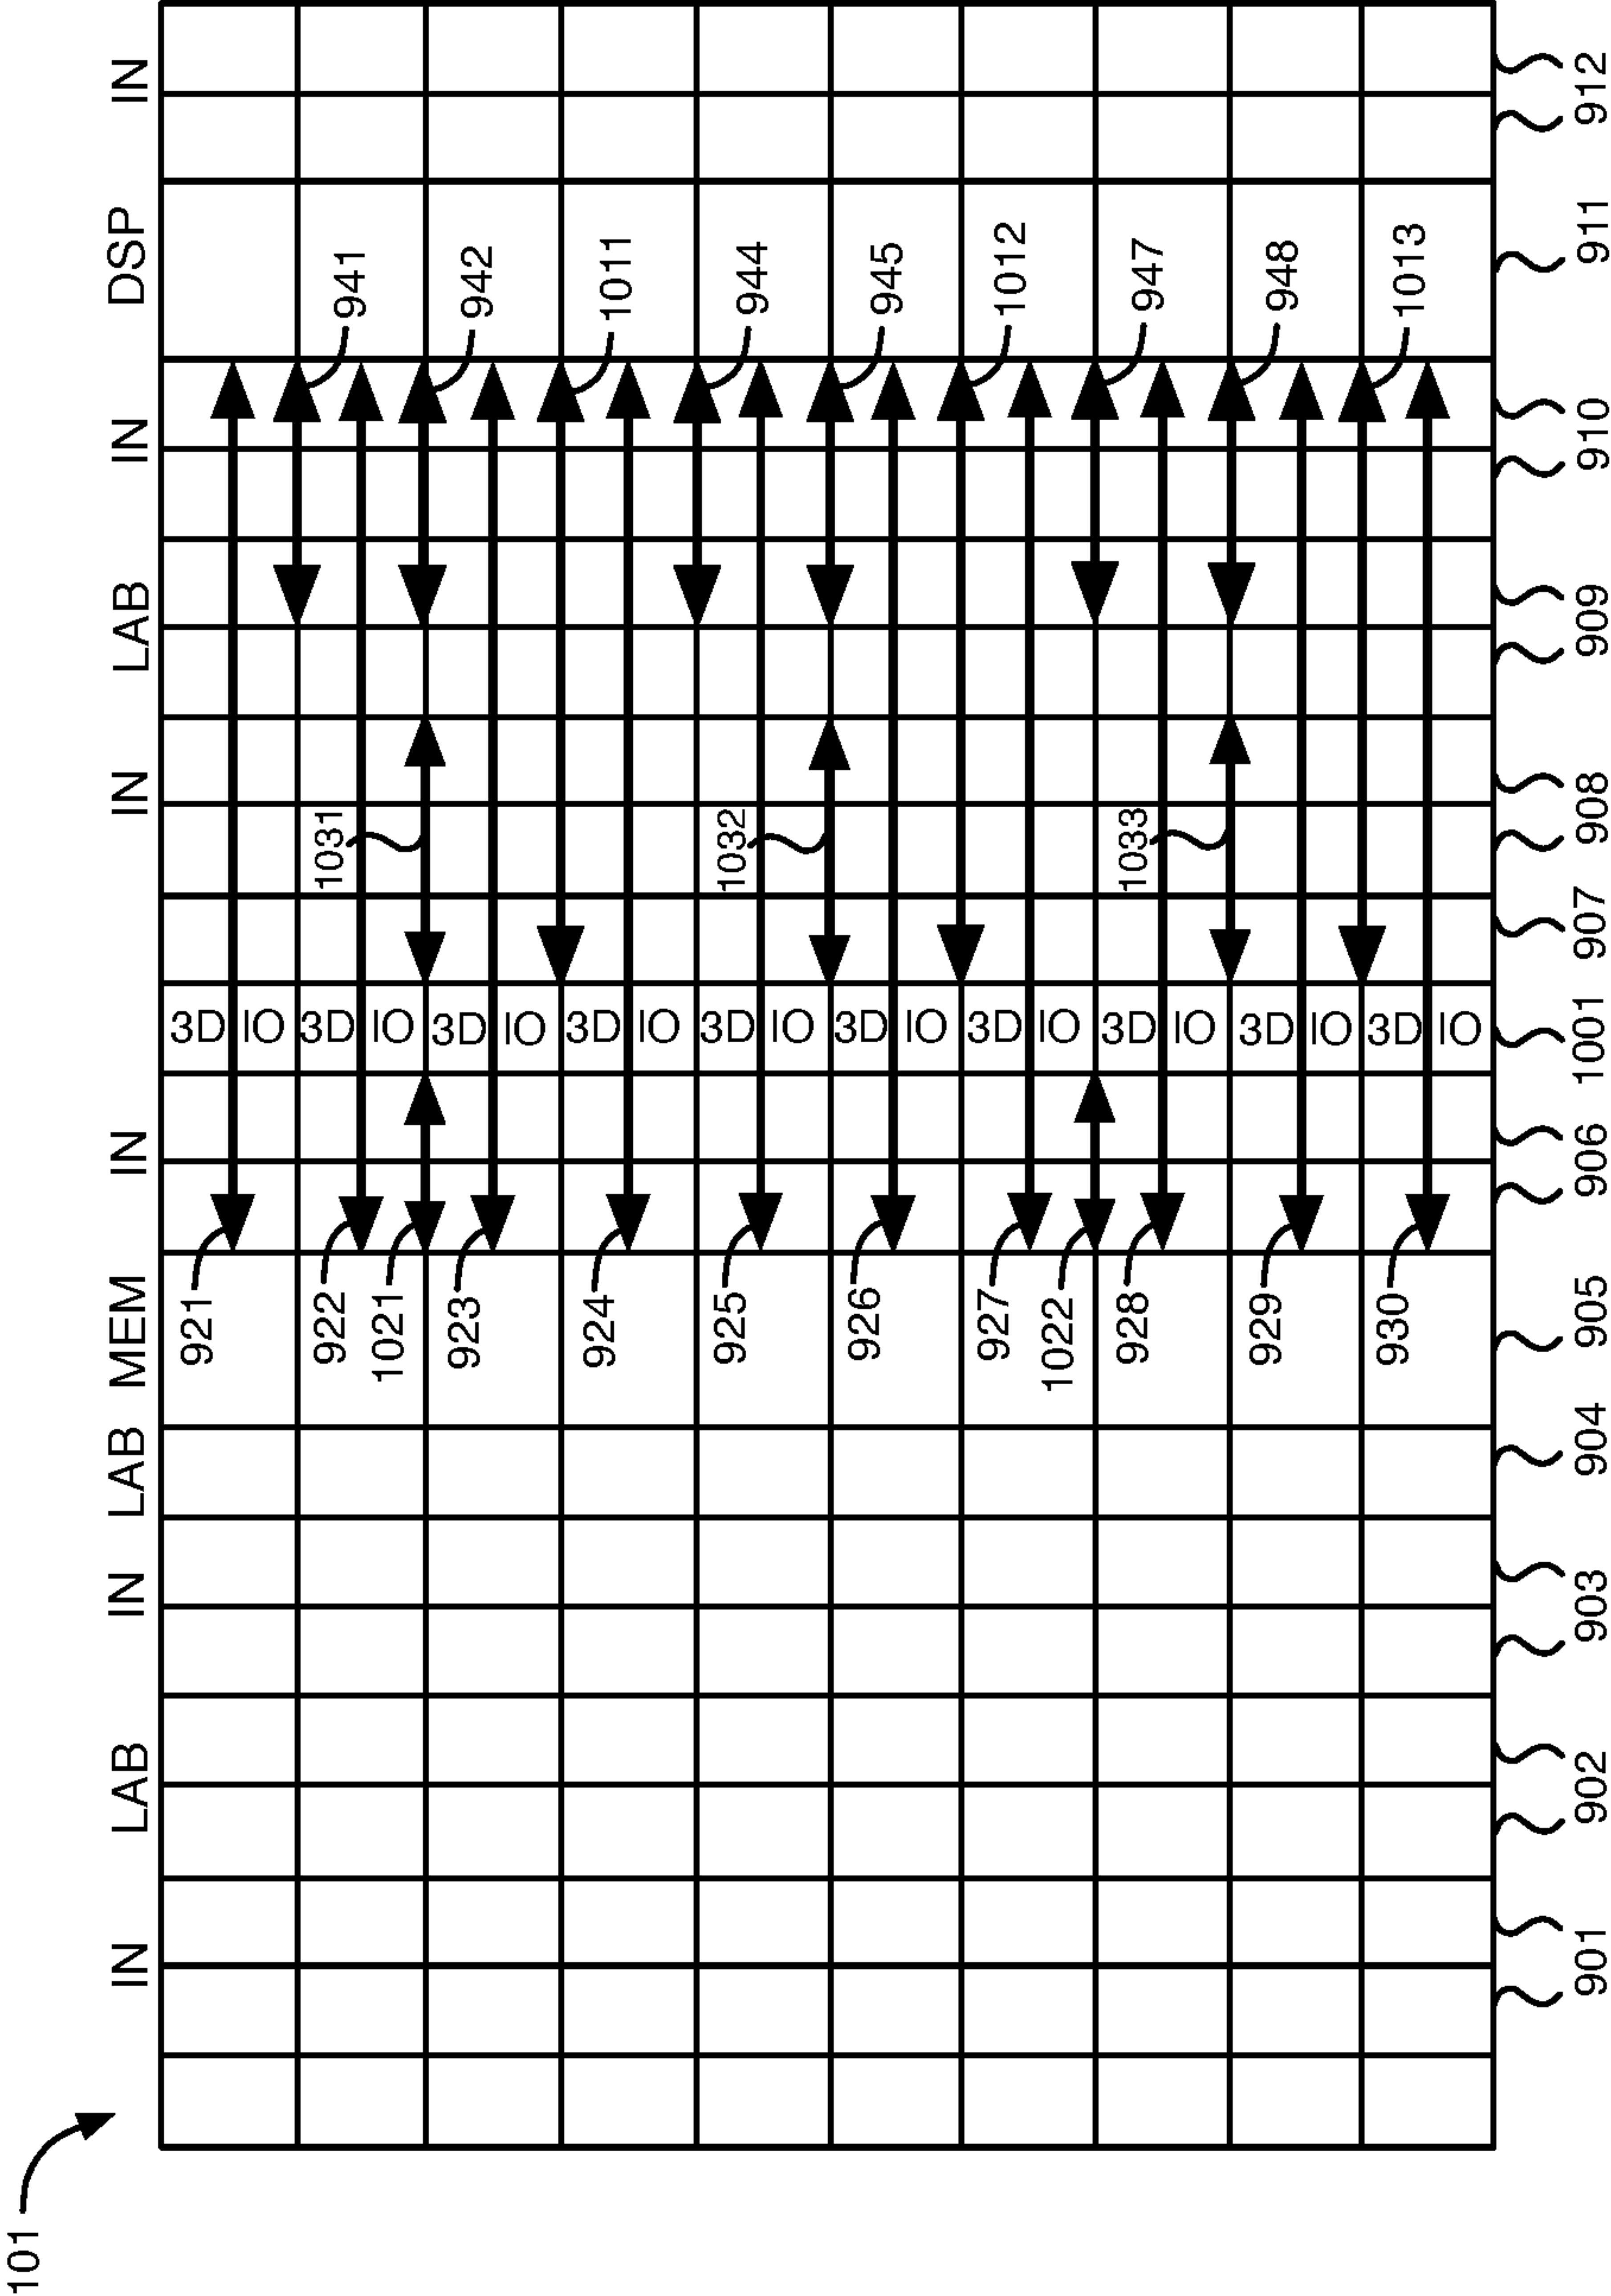 101
IN LAB IN LAB MEM IN IN LAB IN DSP IN
921 3D
IO
922 3D 1031 941
1021 IO
923 3D 942
IO
924 3D 1011
IO
925 3D 1032 944
IO
926 3D 945
IO
927 3D 1012
1022 IO
928 3D 1033 947
IO
929 3D 948
IO
930 3D 1013
IO
901 902 903 904 905 906 1001 907 908 909 910 911 912